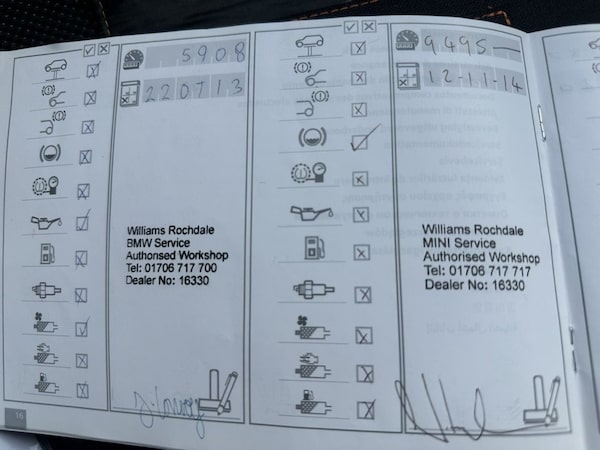 5908
220713
Williams Rochdale
BMW Service
Authorised Workshop
Tel: 01706 717 700
Dealer No: 16330
16
9495
12-11-14
Williams Rochdale
MINI Service
Authorised Workshop
Tel: 01706 717 717
Dealer No: 16330